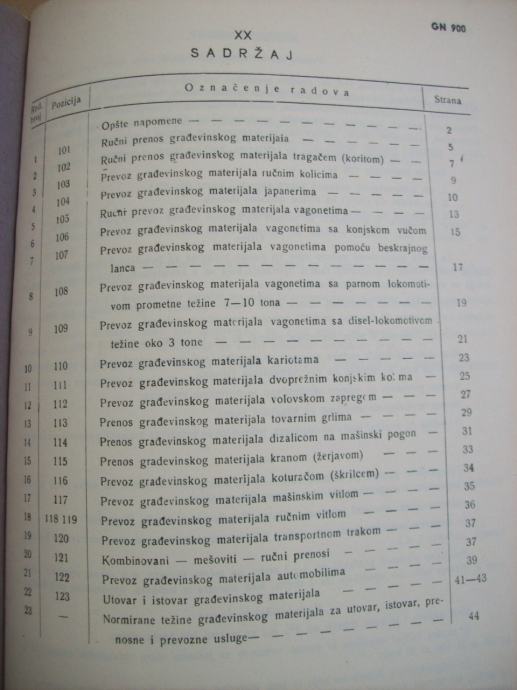 GN 900
XX
SADRŽAJ
Red. broj Pozicija Označenje radova Strana
Opšte napomene — — — — — — — — 2
1 101 Ručni prenos građevinskog materijala — — — — 5
2 102 Ručni prenos građevinskog materijala tragačem (koritom) — — 7
3 103 Prevoz građevinskog materijala ručnim kolicima — — — 9
4 104 Prevoz građevinskog materijala japanerima — — — — 10
5 105 Ručni prevoz građevinskog materijala vagonetima — — — — 13
6 106 Prevoz građevinskog materijala vagonetima sa konjskom vučom 15
7 107 Prevoz građevinskog materijala vagonetima pomoću beskrajnog
lanca — — — — — — — — — — — 17
8 108 Prevoz građevinskog materijala vagonetima sa parnom lokomoti-
vom prometne težine 7—10 tona — — — — — 19
9 109 Prevoz građevinskog materijala vagonetima sa disel-lokomotivom
težine oko 3 tone — — — — — — — — 21
10 110 Prevoz građevinskog materijala kariotama — — — — 23
11 111 Prevoz građevinskog materijala dvoprežnim konjskim kolima — 25
12 112 Prevoz građevinskog materijala volovskom zapregom — — — 27
13 113 Prenos građevinskog materijala tovarnim grlima — — — — 29
14 114 Prenos građevinskog materijala dizalicom na mašinski pogon — 31
15 115 Prenos građevinskog materijala kranom (žerjavom) — — — 33
16 116 Prevoz građevinskog materijala koturačom (škrilcem) — — — 34
17 117 Prevoz građevinskog materijala mašinskim vitlom — — — — 35
18 118 119 Prevoz građevinskog materijala ručnim vitlom — — — — 36
19 120 Prevoz građevinskog materijala transportnom trakom — — — 37
20 121 Kombinovani — mešoviti — ručni prenosi — — — — 37
21 122 Prevoz građevinskog materijala automobilima — — — — 39
22 123 Utovar i istovar građevinskog materijala — — — — 41—43
23 — Normirane težine građevinskog materijala za utovar, istovar, pre-
nosne i prevozne usluge — — — — — — — 44